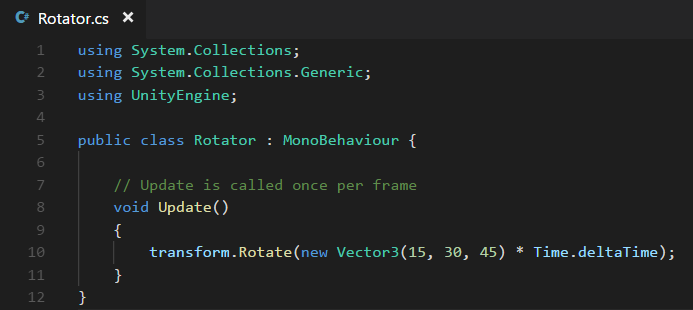 C# Rotator.cs ×
1 using System.Collections;
2 using System.Collections.Generic;
3 using UnityEngine;
4
5 public class Rotator : MonoBehaviour {
6
7 // Update is called once per frame
8 void Update()
9 {
10 transform.Rotate(new Vector3(15, 30, 45) * Time.deltaTime);
11 }
12 }